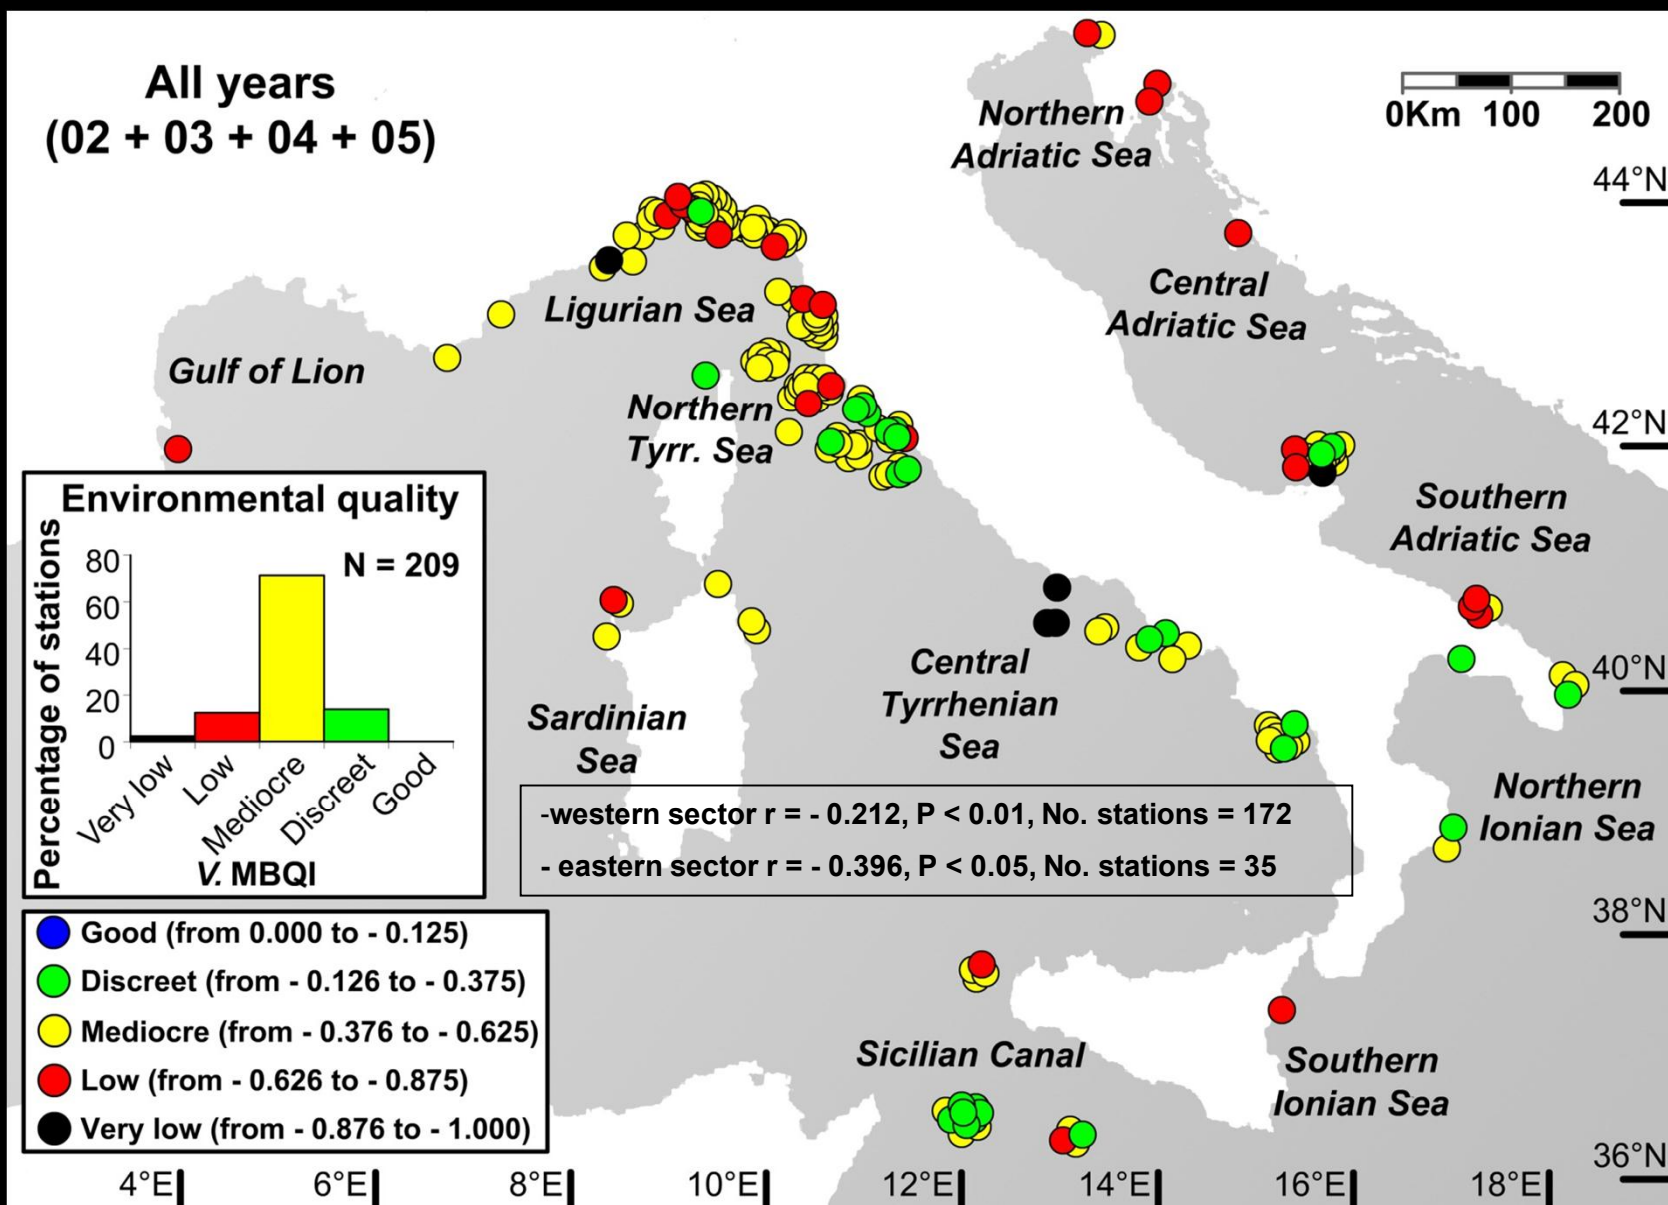 All years
(02 + 03 + 04 + 05)
0Km 100 200
Northern
Adriatic Sea
44°N
Central
Adriatic Sea
Ligurian Sea
Gulf of Lion
Northern
Tyrr. Sea
42°N
Southern
Adriatic Sea
Environmental quality
N = 209
Percentage of stations
80
60
40
20
0
Very low
Low
Mediocre
Discreet
Good
V. MBQI
Sardinian
Sea
Central
Tyrrhenian
Sea
40°N
Northern
Ionian Sea
-western sector r = - 0.212, P < 0.01, No. stations = 172
- eastern sector r = - 0.396, P < 0.05, No. stations = 35
38°N
Good (from 0.000 to - 0.125)
Discreet (from - 0.126 to - 0.375)
Mediocre (from - 0.376 to - 0.625)
Low (from - 0.626 to - 0.875)
Very low (from - 0.876 to - 1.000)
Sicilian Canal
Southern
Ionian Sea
36°N
4°E 6°E 8°E 10°E 12°E 14°E 16°E 18°E